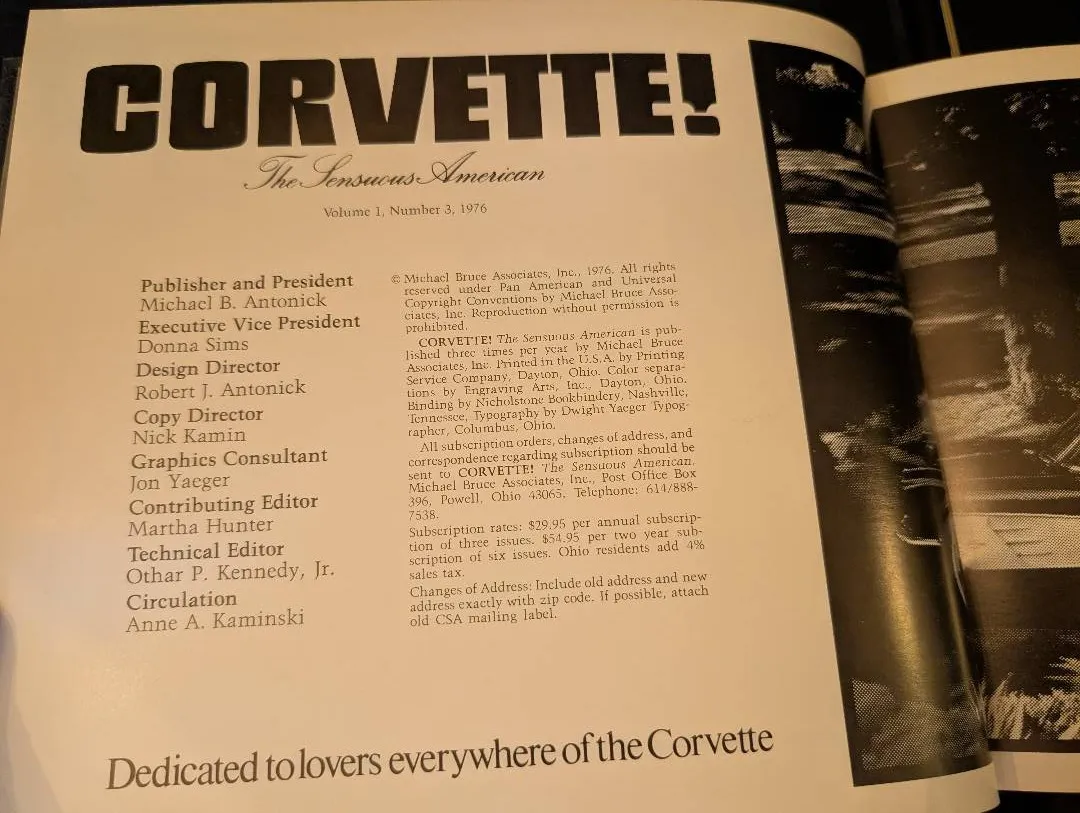 CORVETTE!
The Sensuous American
Volume 1, Number 3, 1976
Publisher and President
Michael B. Antonick
Executive Vice President
Donna Sims
Design Director
Robert J. Antonick
Copy Director
Nick Kamin
Graphics Consultant
Jon Yaeger
Contributing Editor
Martha Hunter
Technical Editor
Othar P. Kennedy, Jr.
Circulation
Anne A. Kaminski
© Michael Bruce Associates, Inc., 1976. All rights
reserved under Pan American and Universal
Copyright Conventions by Michael Bruce Asso-
ciates, Inc. Reproduction without permission is
prohibited.
CORVETTE! The Sensuous American is pub-
lished three times per year by Michael Bruce
Associates, Inc. Printed in the U.S.A. by Printing
Service Company, Dayton, Ohio. Color separa-
tions by Engraving Arts, Inc., Dayton, Ohio.
Binding by Nicholstone Bookbindery, Nashville,
Tennessee, Typography by Dwight Yaeger Typog-
rapher, Columbus, Ohio.
All subscription orders, changes of address, and
correspondence regarding subscription should be
sent to CORVETTE! The Sensuous American.
Michael Bruce Associates, Inc., Post Office Box
396, Powell, Ohio 43065. Telephone: 614/888-
7538.
Subscription rates: $29.95 per annual subscrip-
tion of three issues. $54.95 per two year sub-
scription of six issues. Ohio residents add 4%
sales tax.
Changes of Address: Include old address and new
address exactly with zip code. If possible, attach
old CSA mailing label.
Dedicated to lovers everywhere of the Corvette